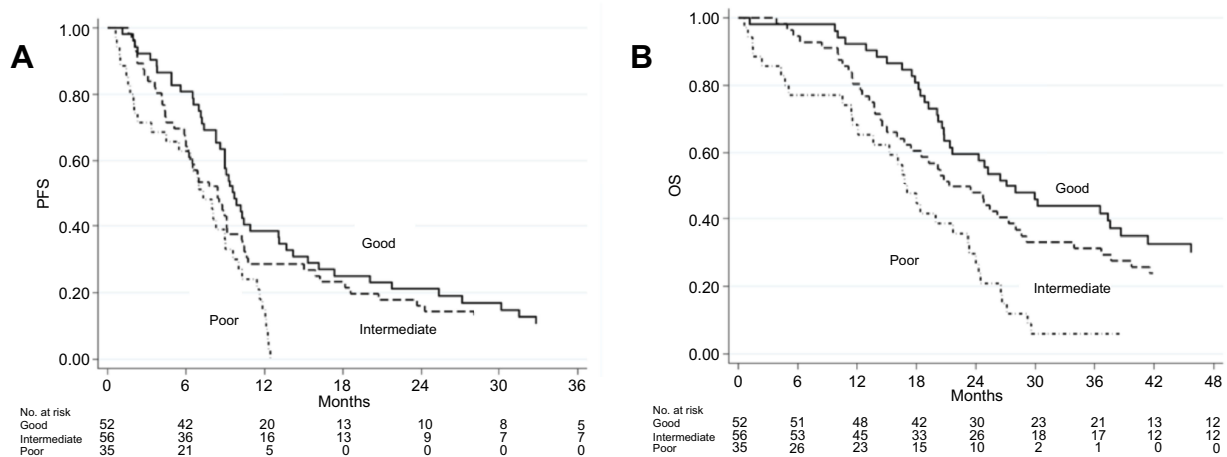 A
PFS
1.00
0.80
0.60
0.40
0.20
0.00
Good
Intermediate
Poor
0 6 12 18 24 30 36
Months
No. at risk
Good 52 42 20 13 10 8 5
Intermediate 56 36 16 13 9 7 7
Poor 35 21 5 0 0 0 0
B
OS
1.00
0.80
0.60
0.40
0.20
0.00
Good
Poor
Intermediate
0 6 12 18 24 30 36 42 48
Months
No. at risk
Good 52 51 48 42 30 23 21 13 12
Intermediate 56 53 45 33 26 18 17 12 12
Poor 35 26 23 15 10 2 1 0 0